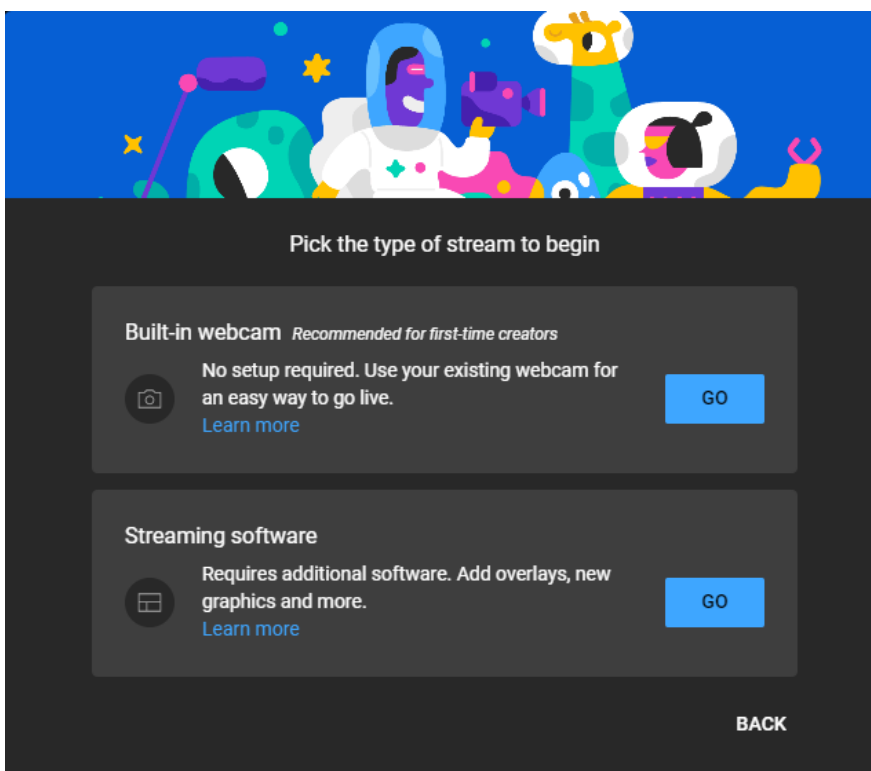 Pick the type of stream to begin
Built-in webcam Recommended for first-time creators
No setup required. Use your existing webcam for
an easy way to go live.
Learn more
GO
Streaming software
Requires additional software. Add overlays, new
graphics and more.
Learn more
GO
BACK